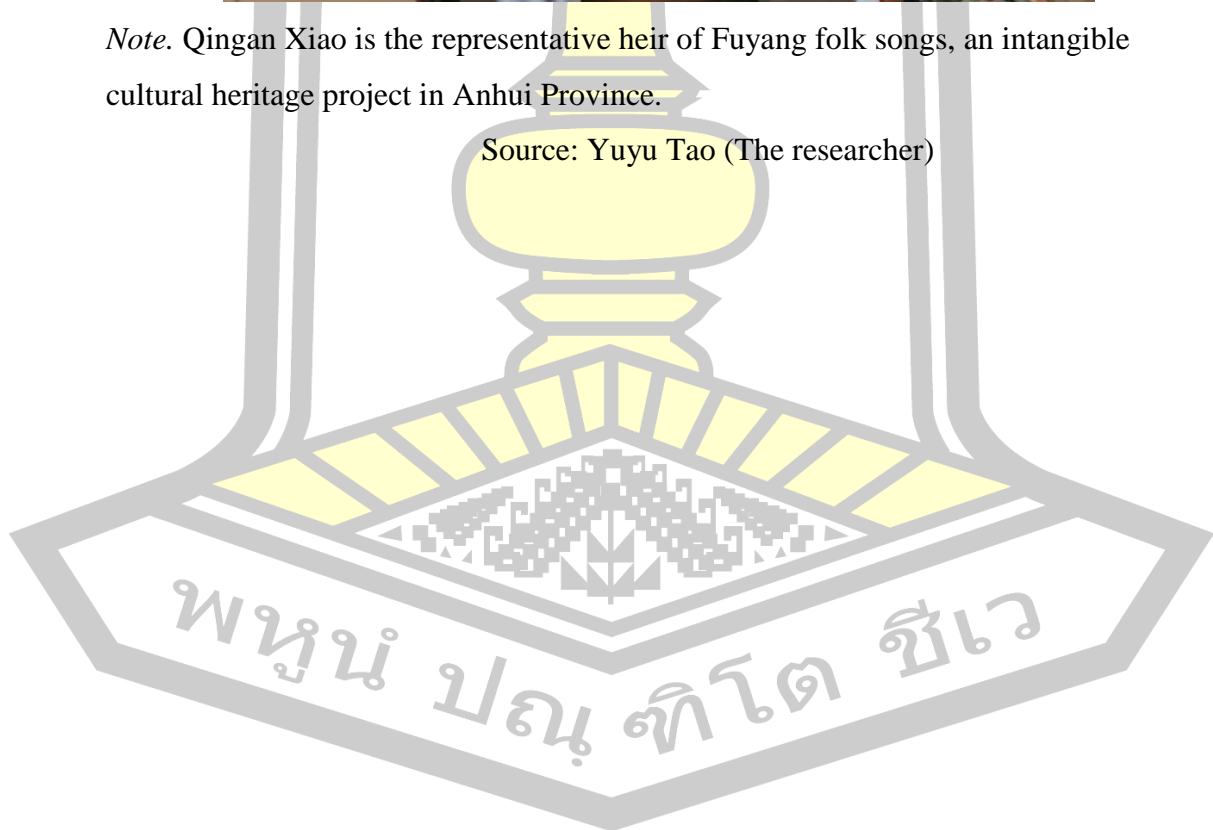 Note. Qingan Xiao is the representative heir of Fuyang folk songs, an intangible
cultural heritage project in Anhui Province.
Source: Yuyu Tao (The researcher)
พหูนํ ปณฺฑิโต ชีเว